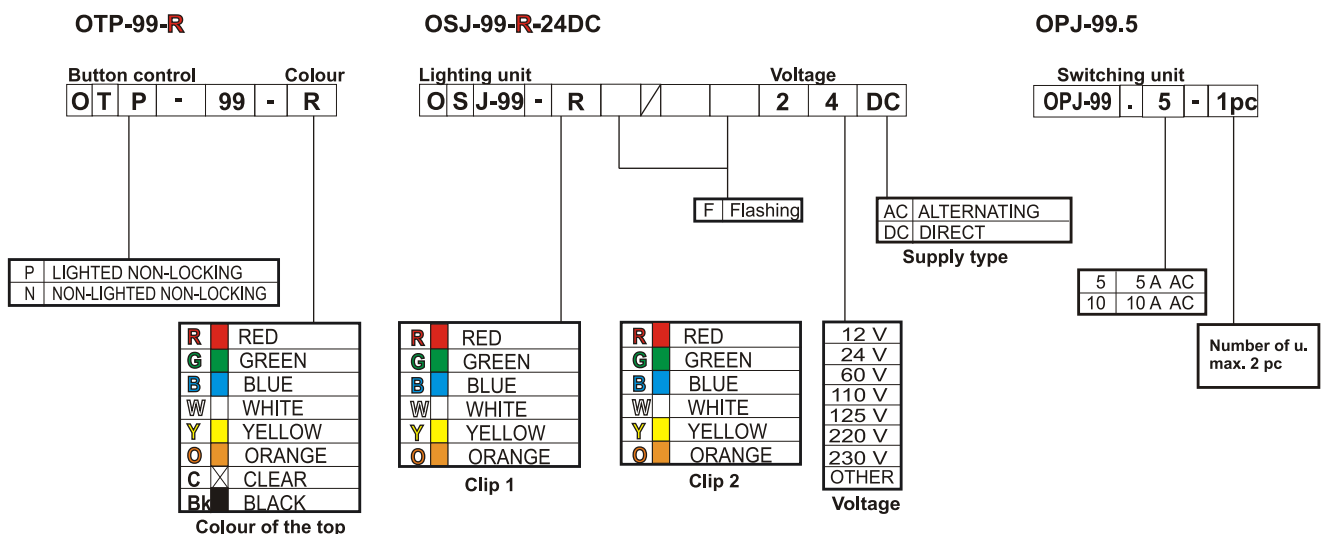 OTP-99-R
OSJ-99-R-24DC
OPJ-99.5
Button control Colour
O T P - 99 - R
Lighting unit Voltage
O S J-99 - R / 2 4 DC
Switching unit
OPJ-99 . 5 - 1pc
F Flashing
AC ALTERNATING
DC DIRECT
Supply type
P LIGHTED NON-LOCKING
N NON-LIGHTED NON-LOCKING
5 5 A AC
10 10 A AC
Number of u.
max. 2 pc
R RED
G GREEN
B BLUE
W WHITE
Y YELLOW
O ORANGE
C CLEAR
Bk BLACK
Colour of the top
R RED
G GREEN
B BLUE
W WHITE
Y YELLOW
O ORANGE
Clip 1
R RED
G GREEN
B BLUE
W WHITE
Y YELLOW
O ORANGE
Clip 2
12 V
24 V
60 V
110 V
125 V
220 V
230 V
OTHER
Voltage